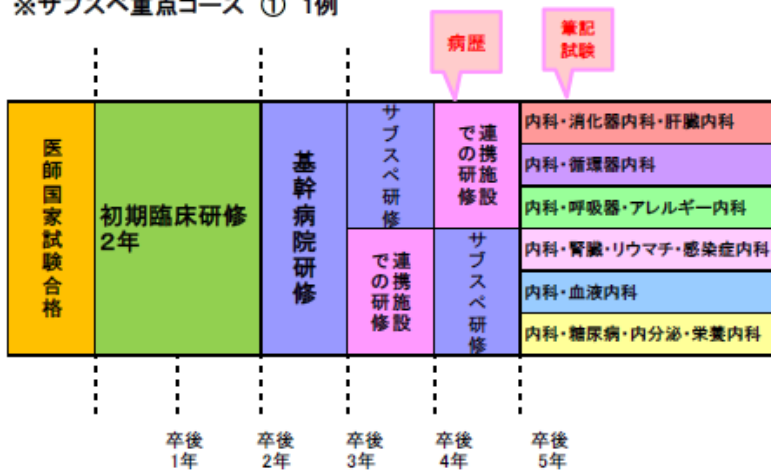 ※サブスペ重点コース ① 1例
病歴
筆記
試験
医師国家試験合格
初期臨床研修
2年
基幹病院研修
サブスペ研修
連携施設
での研修
連携施設
での研修
サブスペ研修
内科・消化器内科・肝臓内科
内科・循環器内科
内科・呼吸器・アレルギー内科
内科・腎臓・リウマチ・感染症内科
内科・血液内科
内科・糖尿病・内分泌・栄養内科
卒後
1年
卒後
2年
卒後
3年
卒後
4年
卒後
5年